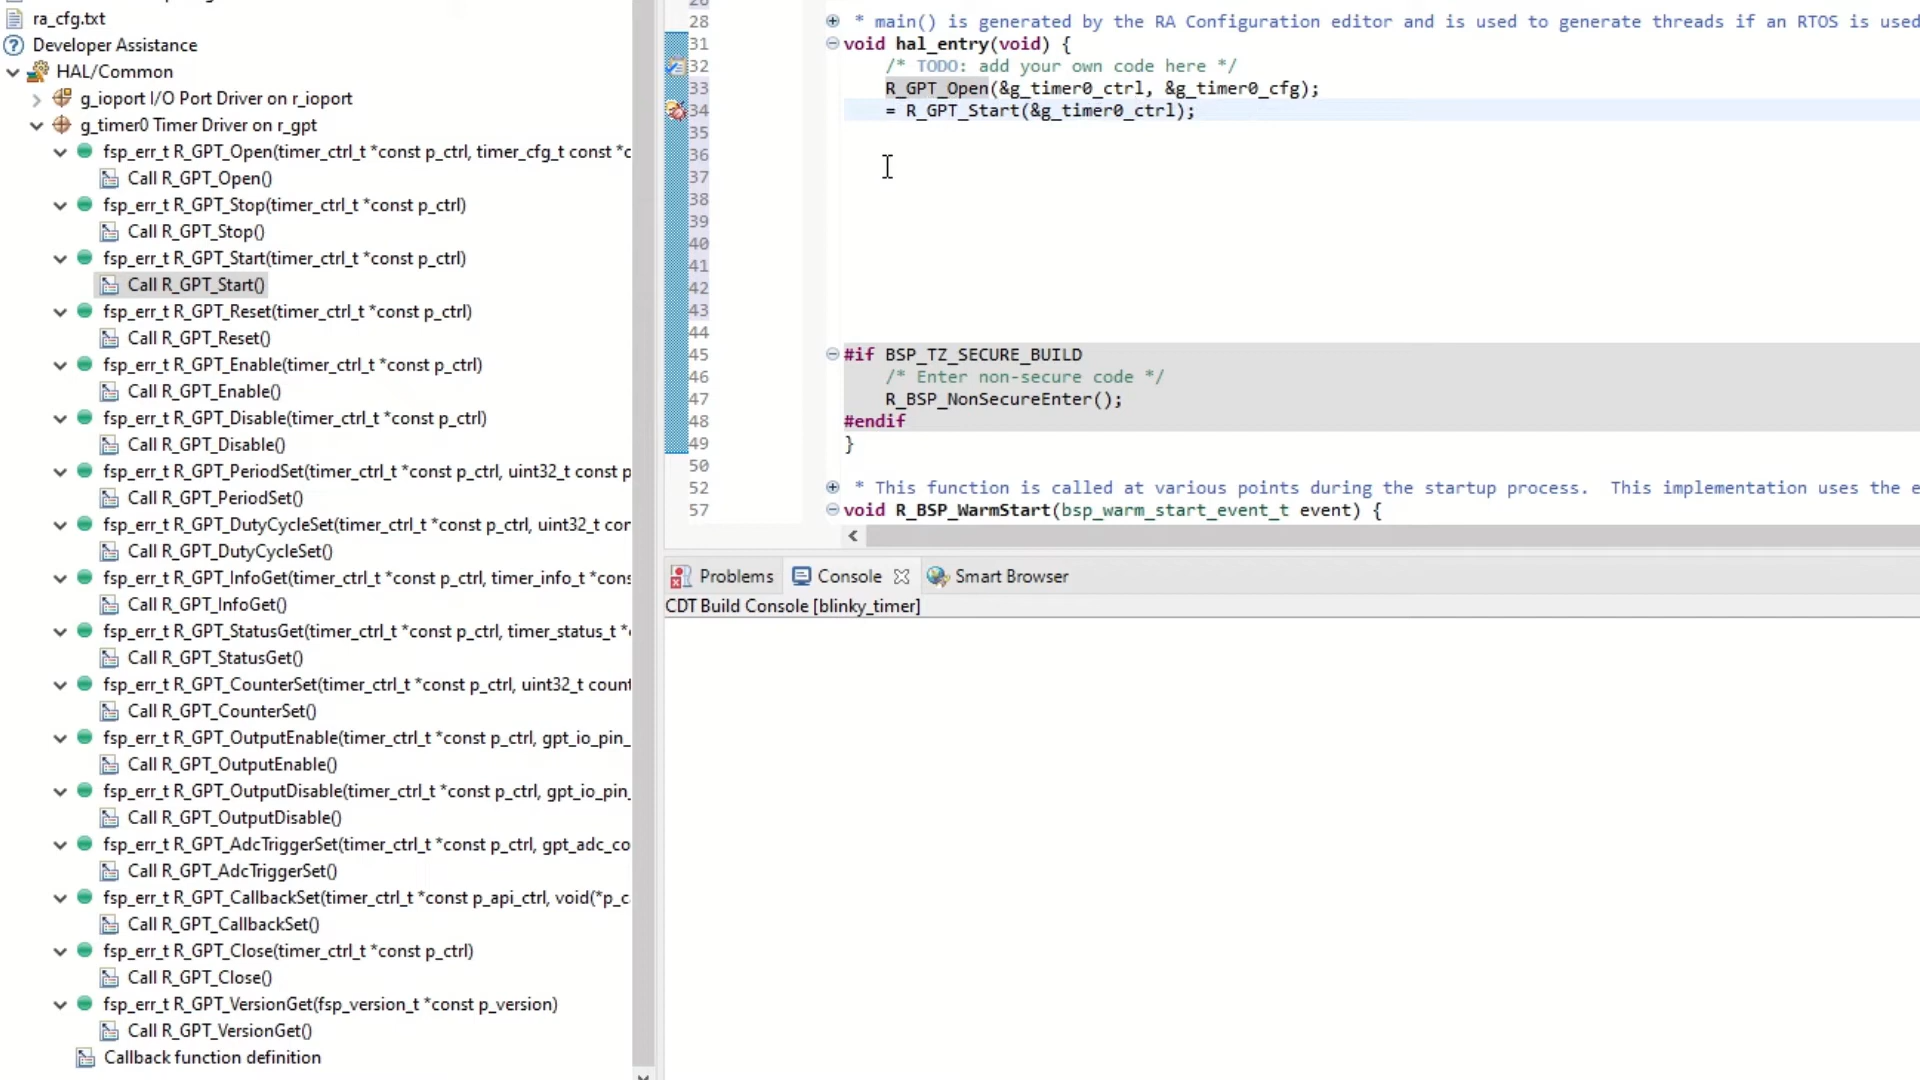 ra_cfg.txt
Developer Assistance
HAL/Common
g_ioport I/O Port Driver on r_ioport
g_timer0 Timer Driver on r_gpt
fsp_err_t R_GPT_Open(timer_ctrl_t *const p_ctrl, timer_cfg_t const *c
Call R_GPT_Open()
fsp_err_t R_GPT_Stop(timer_ctrl_t *const p_ctrl)
Call R_GPT_Stop()
fsp_err_t R_GPT_Start(timer_ctrl_t *const p_ctrl)
Call R_GPT_Start()
fsp_err_t R_GPT_Reset(timer_ctrl_t *const p_ctrl)
Call R_GPT_Reset()
fsp_err_t R_GPT_Enable(timer_ctrl_t *const p_ctrl)
Call R_GPT_Enable()
fsp_err_t R_GPT_Disable(timer_ctrl_t *const p_ctrl)
Call R_GPT_Disable()
fsp_err_t R_GPT_PeriodSet(timer_ctrl_t *const p_ctrl, uint32_t const p
Call R_GPT_PeriodSet()
fsp_err_t R_GPT_DutyCycleSet(timer_ctrl_t *const p_ctrl, uint32_t cor
Call R_GPT_DutyCycleSet()
fsp_err_t R_GPT_InfoGet(timer_ctrl_t *const p_ctrl, timer_info_t *cons
Call R_GPT_InfoGet()
fsp_err_t R_GPT_StatusGet(timer_ctrl_t *const p_ctrl, timer_status_t *
Call R_GPT_StatusGet()
fsp_err_t R_GPT_CounterSet(timer_ctrl_t *const p_ctrl, uint32_t count
Call R_GPT_CounterSet()
fsp_err_t R_GPT_OutputEnable(timer_ctrl_t *const p_ctrl, gpt_io_pin_
Call R_GPT_OutputEnable()
fsp_err_t R_GPT_OutputDisable(timer_ctrl_t *const p_ctrl, gpt_io_pin_
Call R_GPT_OutputDisable()
fsp_err_t R_GPT_AdcTriggerSet(timer_ctrl_t *const p_ctrl, gpt_adc_co
Call R_GPT_AdcTriggerSet()
fsp_err_t R_GPT_CallbackSet(timer_ctrl_t *const p_api_ctrl, void(*p_c
Call R_GPT_CallbackSet()
fsp_err_t R_GPT_Close(timer_ctrl_t *const p_ctrl)
Call R_GPT_Close()
fsp_err_t R_GPT_VersionGet(fsp_version_t *const p_version)
Call R_GPT_VersionGet()
Callback function definition
28 * main() is generated by the RA Configuration editor and is used to generate threads if an RTOS is used
31 void hal_entry(void) {
32 /* TODO: add your own code here */
33 R_GPT_Open(&g_timer0_ctrl, &g_timer0_cfg);
34 = R_GPT_Start(&g_timer0_ctrl);
35
36
37
38
39
40
41
42
43
44
45 #if BSP_TZ_SECURE_BUILD
46 /* Enter non-secure code */
47 R_BSP_NonSecureEnter();
48 #endif
49 }
50
52 * This function is called at various points during the startup process.  This implementation uses the e
57 void R_BSP_WarmStart(bsp_warm_start_event_t event) {
Problems Console Smart Browser
CDT Build Console [blinky_timer]